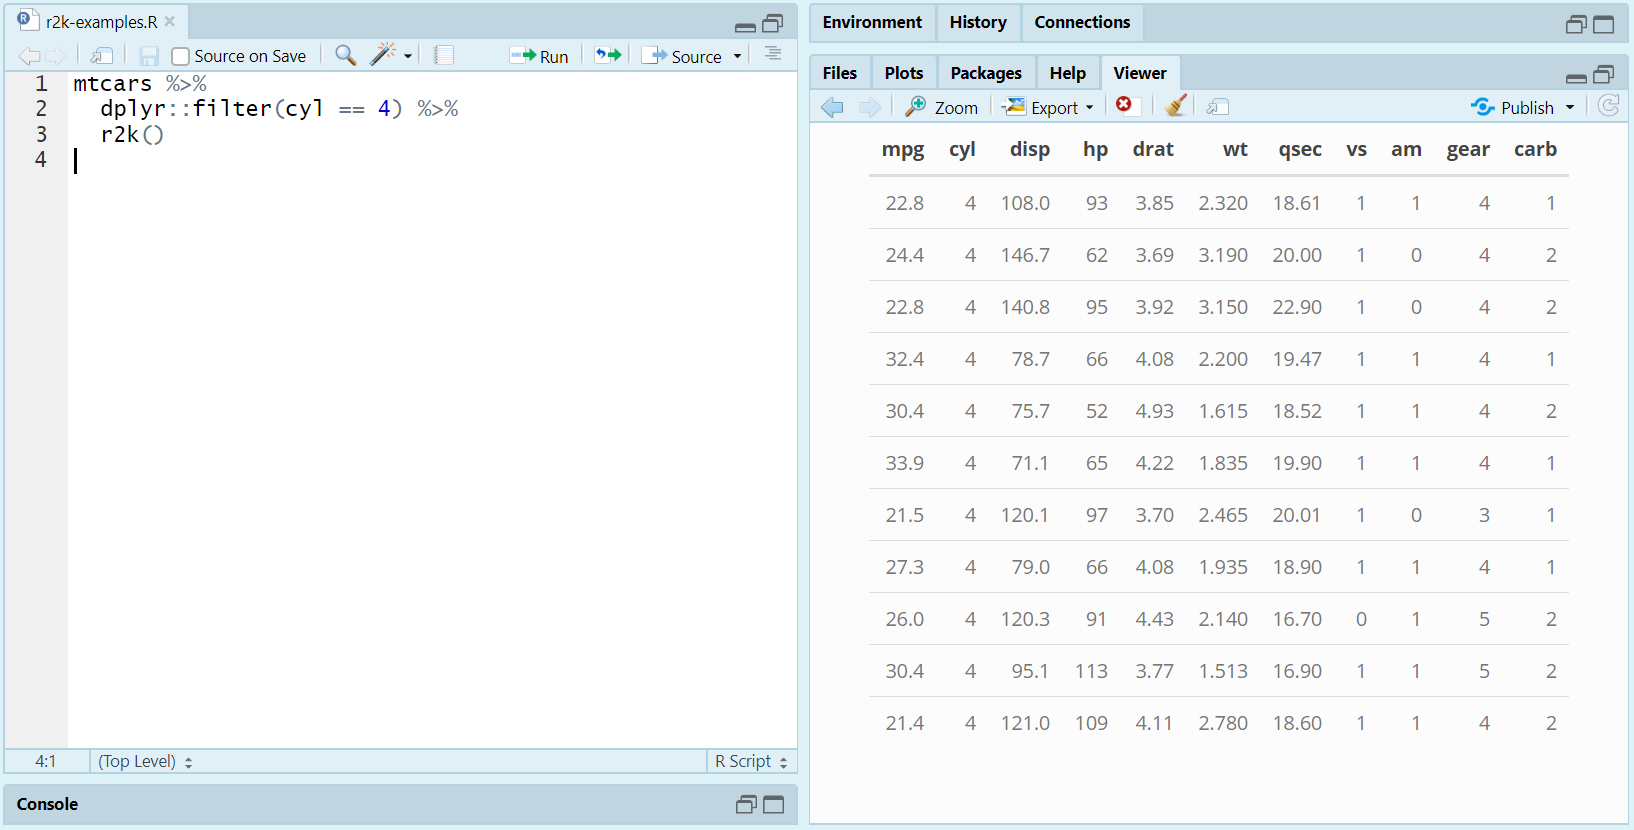 r2k-examples.R
Source on Save Run Source
1 mtcars %>%
2 dplyr::filter(cyl == 4) %>%
3 r2k()
4
4:1 (Top Level) R Script
Console
Environment History Connections
Files Plots Packages Help Viewer
Zoom Export Publish
mpg cyl disp hp drat wt qsec vs am gear carb
22.8 4 108.0 93 3.85 2.320 18.61 1 1 4 1
24.4 4 146.7 62 3.69 3.190 20.00 1 0 4 2
22.8 4 140.8 95 3.92 3.150 22.90 1 0 4 2
32.4 4 78.7 66 4.08 2.200 19.47 1 1 4 1
30.4 4 75.7 52 4.93 1.615 18.52 1 1 4 2
33.9 4 71.1 65 4.22 1.835 19.90 1 1 4 1
21.5 4 120.1 97 3.70 2.465 20.01 1 0 3 1
27.3 4 79.0 66 4.08 1.935 18.90 1 1 4 1
26.0 4 120.3 91 4.43 2.140 16.70 0 1 5 2
30.4 4 95.1 113 3.77 1.513 16.90 1 1 5 2
21.4 4 121.0 109 4.11 2.780 18.60 1 1 4 2